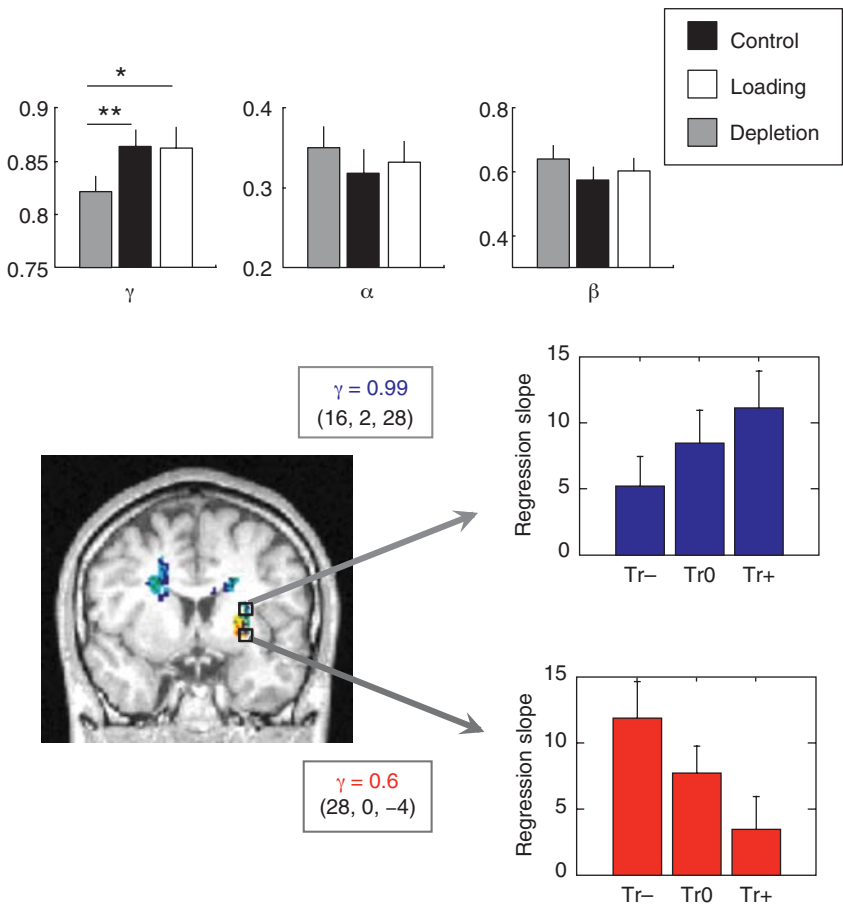 Control
Loading
Depletion
*
**
0.9
0.85
0.8
0.75
γ
0.4
0.3
0.2
α
0.8
0.6
0.4
β
γ = 0.99
(16, 2, 28)
15
10
5
0
Regression slope
Tr− Tr0 Tr+
γ = 0.6
(28, 0, −4)
15
10
5
0
Regression slope
Tr− Tr0 Tr+